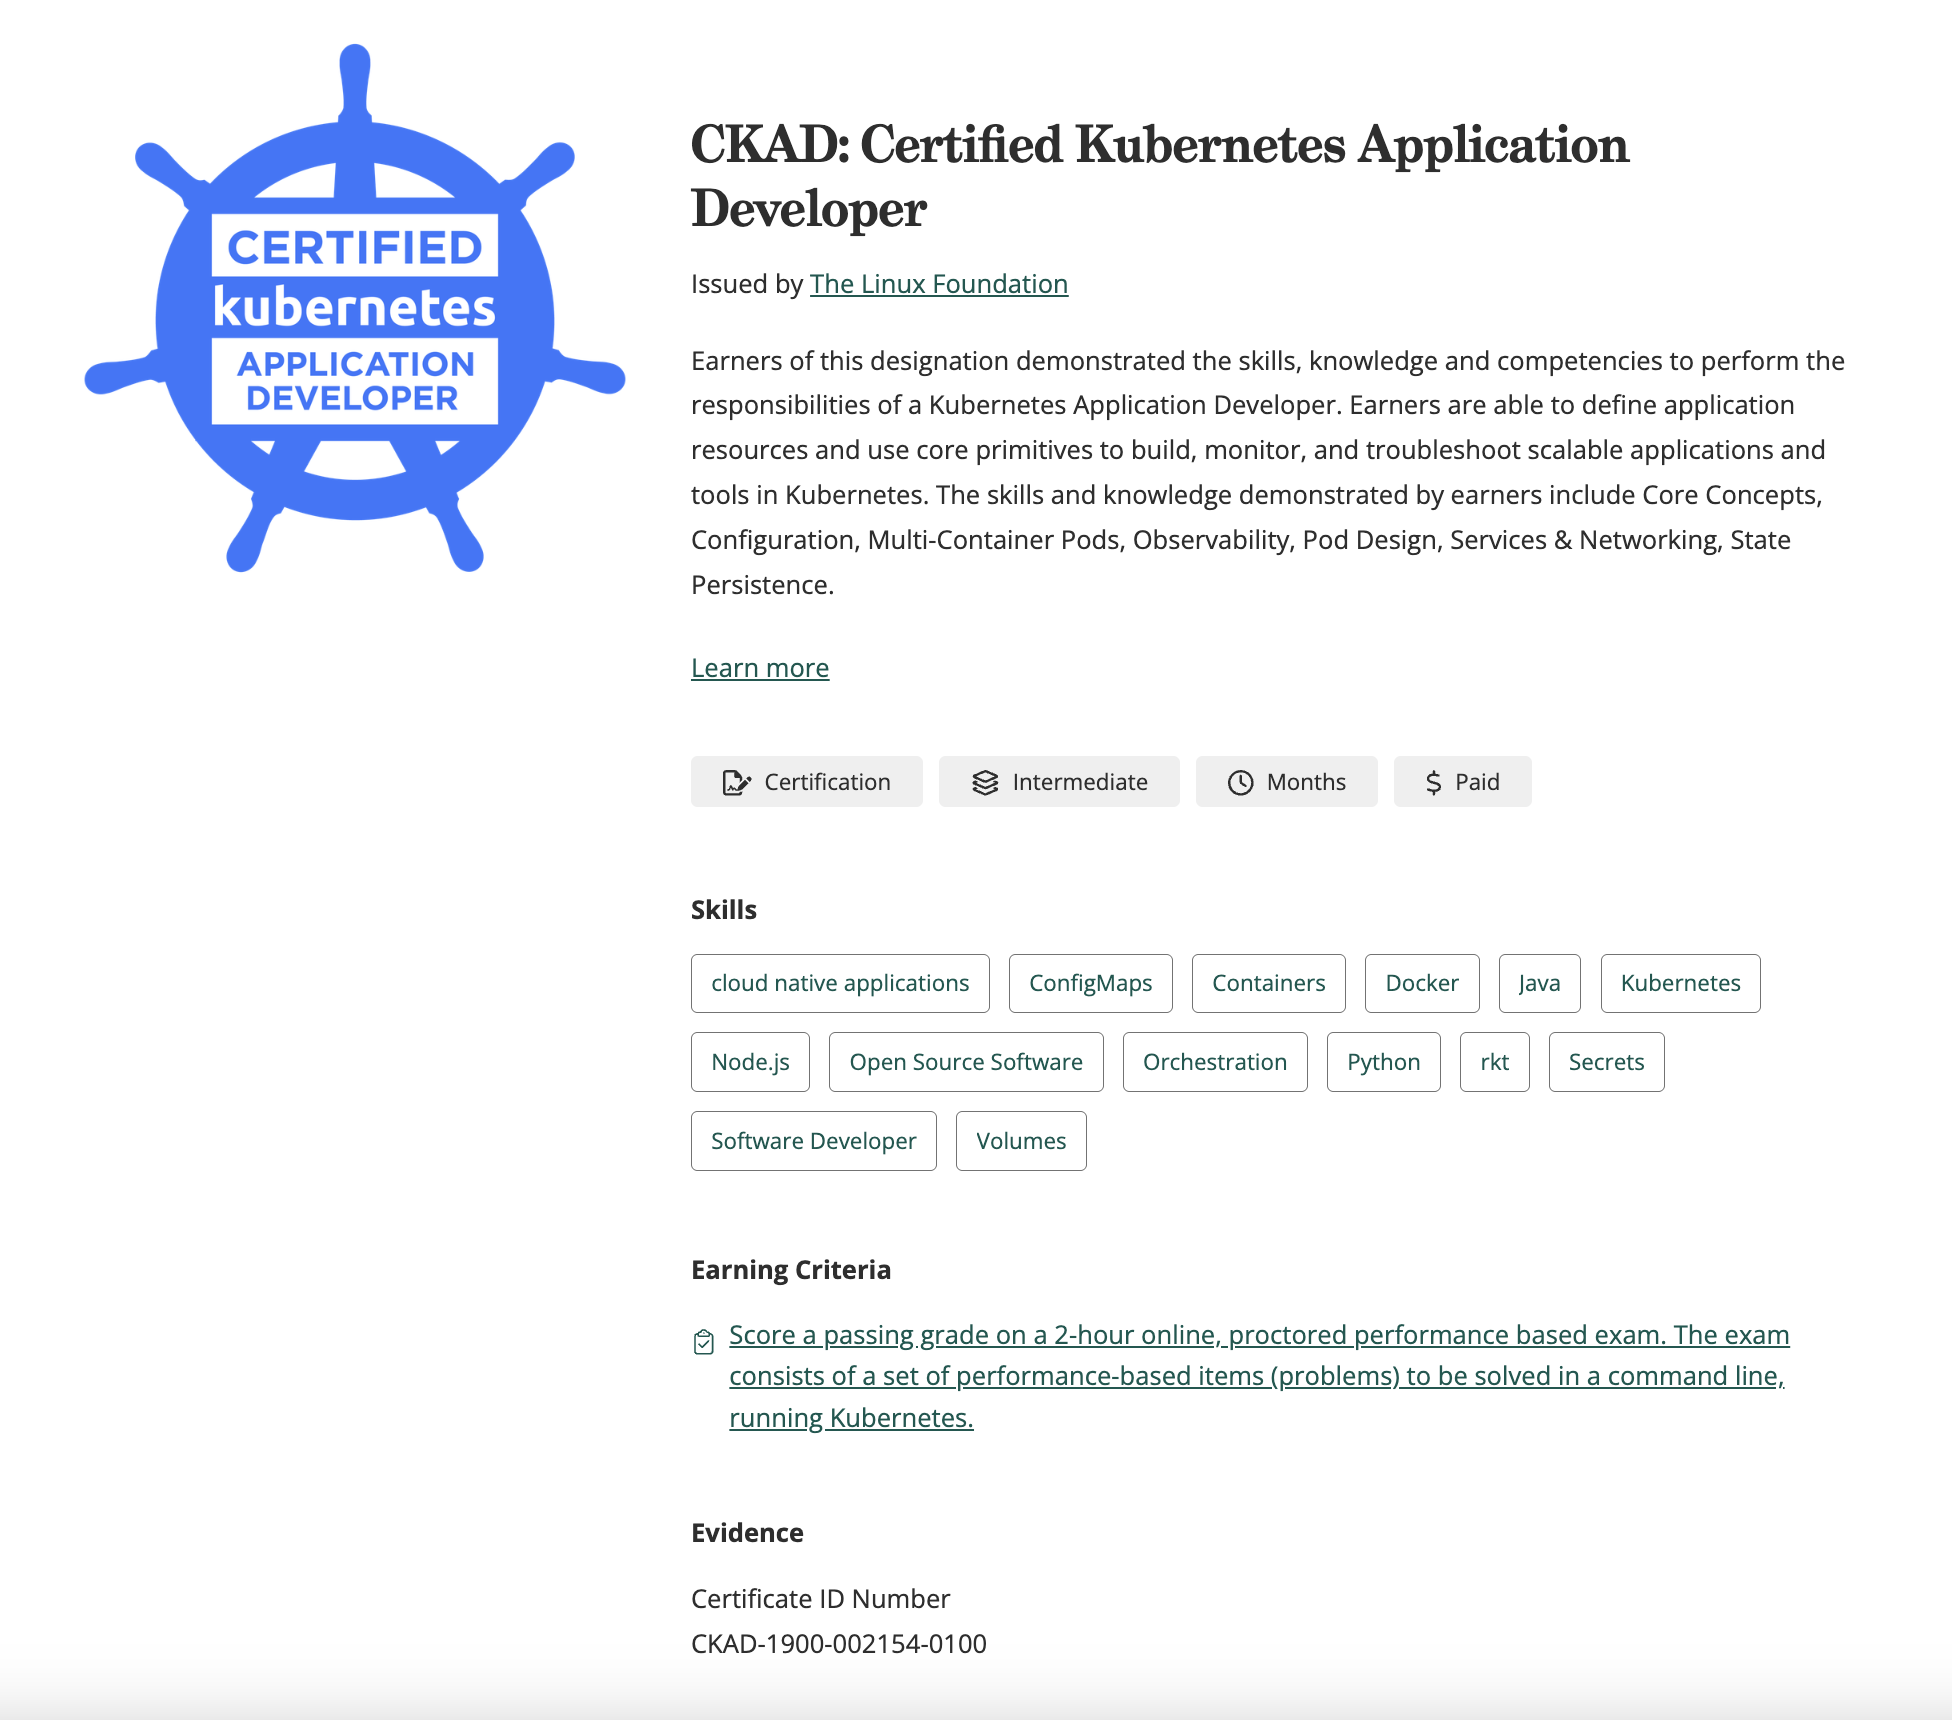 CERTIFIED
kubernetes
APPLICATION
DEVELOPER
CKAD: Certified Kubernetes Application
Developer
Issued by The Linux Foundation
Earners of this designation demonstrated the skills, knowledge and competencies to perform the
responsibilities of a Kubernetes Application Developer. Earners are able to define application
resources and use core primitives to build, monitor, and troubleshoot scalable applications and
tools in Kubernetes. The skills and knowledge demonstrated by earners include Core Concepts,
Configuration, Multi-Container Pods, Observability, Pod Design, Services & Networking, State
Persistence.
Learn more
Certification Intermediate Months $ Paid
Skills
cloud native applications ConfigMaps Containers Docker Java Kubernetes
Node.js Open Source Software Orchestration Python rkt Secrets
Software Developer Volumes
Earning Criteria
Score a passing grade on a 2-hour online, proctored performance based exam. The exam
consists of a set of performance-based items (problems) to be solved in a command line,
running Kubernetes.
Evidence
Certificate ID Number
CKAD-1900-002154-0100